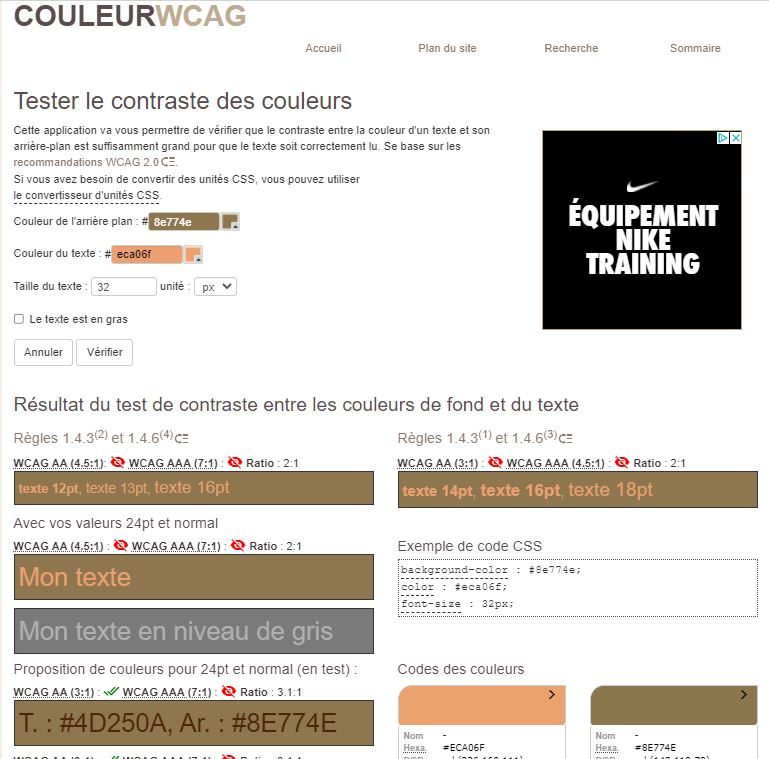 COULEURWCAG
Accueil Plan du site Recherche Sommaire
Tester le contraste des couleurs
Cette application va vous permettre de vérifier que le contraste entre la couleur d'un texte et son
arrière-plan est suffisamment grand pour que le texte soit correctement lu. Se base sur les
recommandations WCAG 2.0.
Si vous avez besoin de convertir des unités CSS, vous pouvez utiliser
le convertisseur d'unités CSS.
Couleur de l'arrière plan : #8e774e
Couleur du texte : #eca06f
Taille du texte : 32 unité : px
Le texte est en gras
Annuler Vérifier
ÉQUIPEMENT
NIKE
TRAINING
Résultat du test de contraste entre les couleurs de fond et du texte
Règles 1.4.3(2) et 1.4.6(4)
WCAG AA (4.5:1): WCAG AAA (7:1) : Ratio : 2:1
texte 12pt, texte 13pt, texte 16pt
Règles 1.4.3(1) et 1.4.6(3)
WCAG AA (3:1) : WCAG AAA (4.5:1) : Ratio : 2:1
texte 14pt, texte 16pt, texte 18pt
Avec vos valeurs 24pt et normal
WCAG AA (4.5:1) : WCAG AAA (7:1) : Ratio : 2:1
Mon texte
Mon texte en niveau de gris
Exemple de code CSS
background-color : #8e774e;
color : #eca06f;
font-size : 32px;
Proposition de couleurs pour 24pt et normal (en test) :
WCAG AA (3:1) : WCAG AAA (7:1) : Ratio : 3.1:1
T. : #4D250A, Ar. : #8E774E
Codes des couleurs
Nom -
Hexa. #ECA06F
Nom -
Hexa. #8E774E